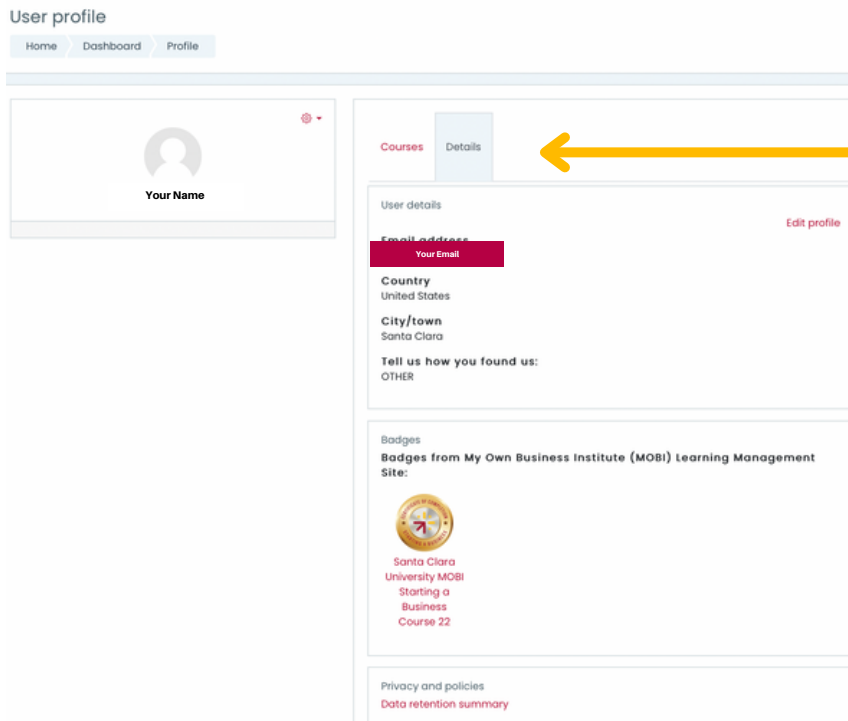 User profile
Home Dashboard Profile
Your Name
Courses Details
User details
Edit profile
Email address
Your Email
Country
United States
City/town
Santa Clara
Tell us how you found us:
OTHER
Badges
Badges from My Own Business Institute (MOBI) Learning Management
Site:
Santa Clara
University MOBI
Starting a
Business
Course 22
Privacy and policies
Data retention summary